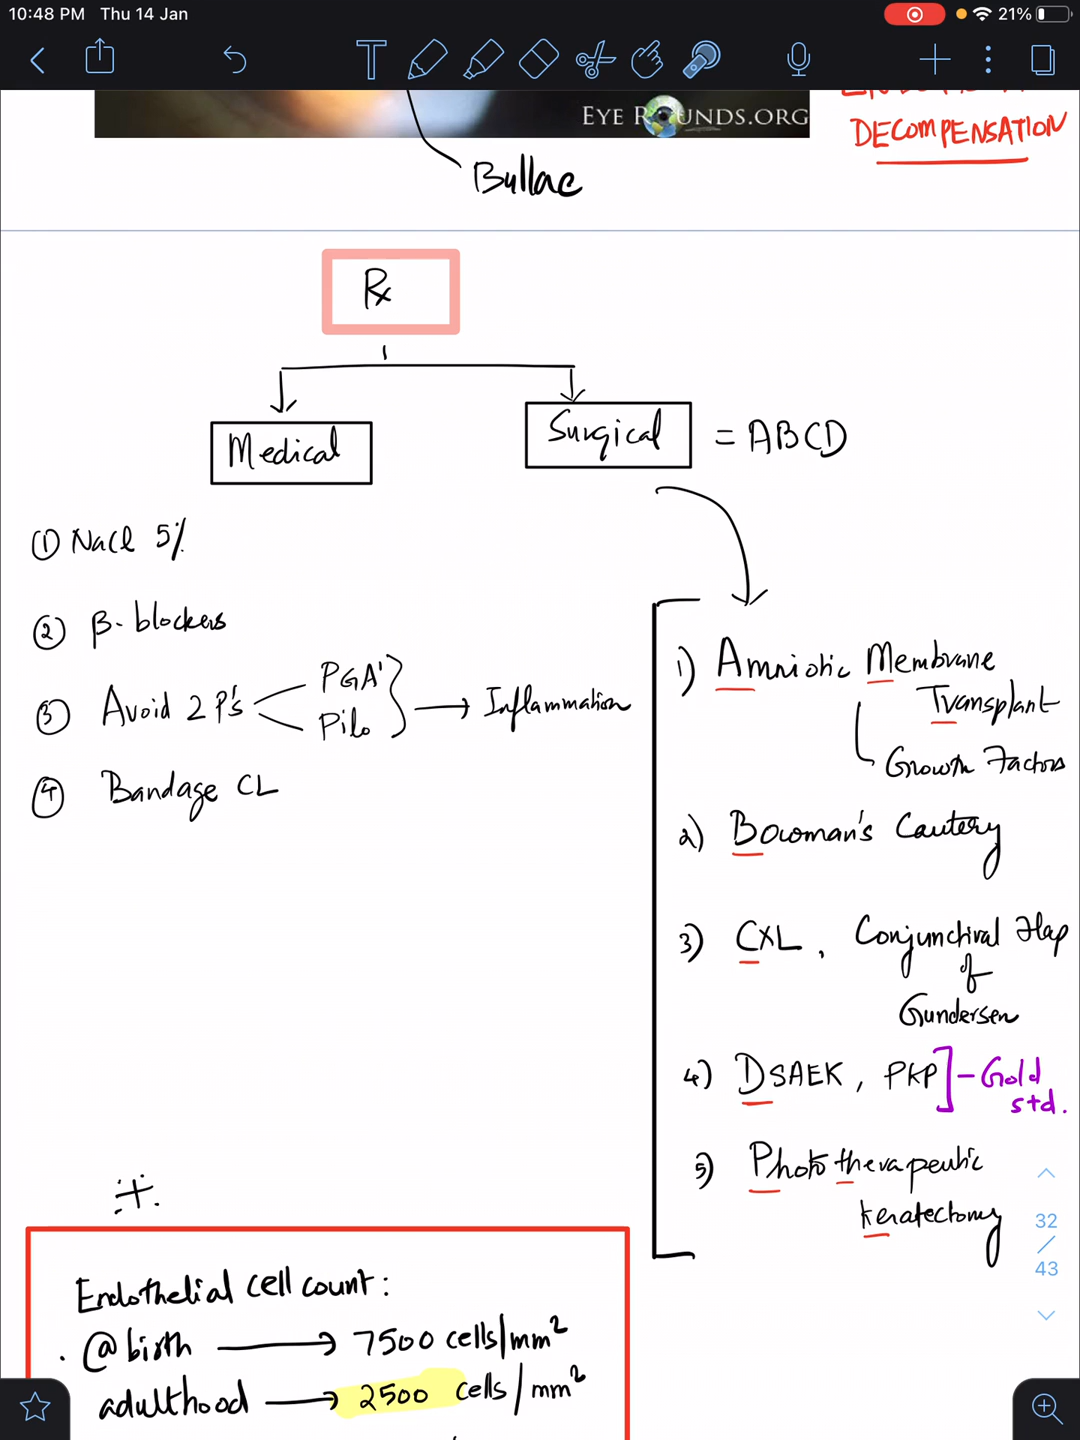 10:48 PM Thu 14 Jan
21%
EYE ROUNDS.ORG
DECOMPENSATION
Bullae
Rx
Medical
Surgical = ABCD
① NaCl 5%
② β-blockers
③ Avoid 2 P's
PGA'
Pilo
Inflammation
④ Bandage CL
1) Amniotic Membrane
Transplant
Growth Factors
2) Bowman's Cautery
3) CXL, Conjunctival Flap
of
Gundersen
4) DSAEK, PKP] - Gold
std.
5) Photo therapeutic
keratectomy
32
/
43
Endothelial cell count:
@ birth → 7500 cells/mm²
adulthood → 2500 cells/mm²